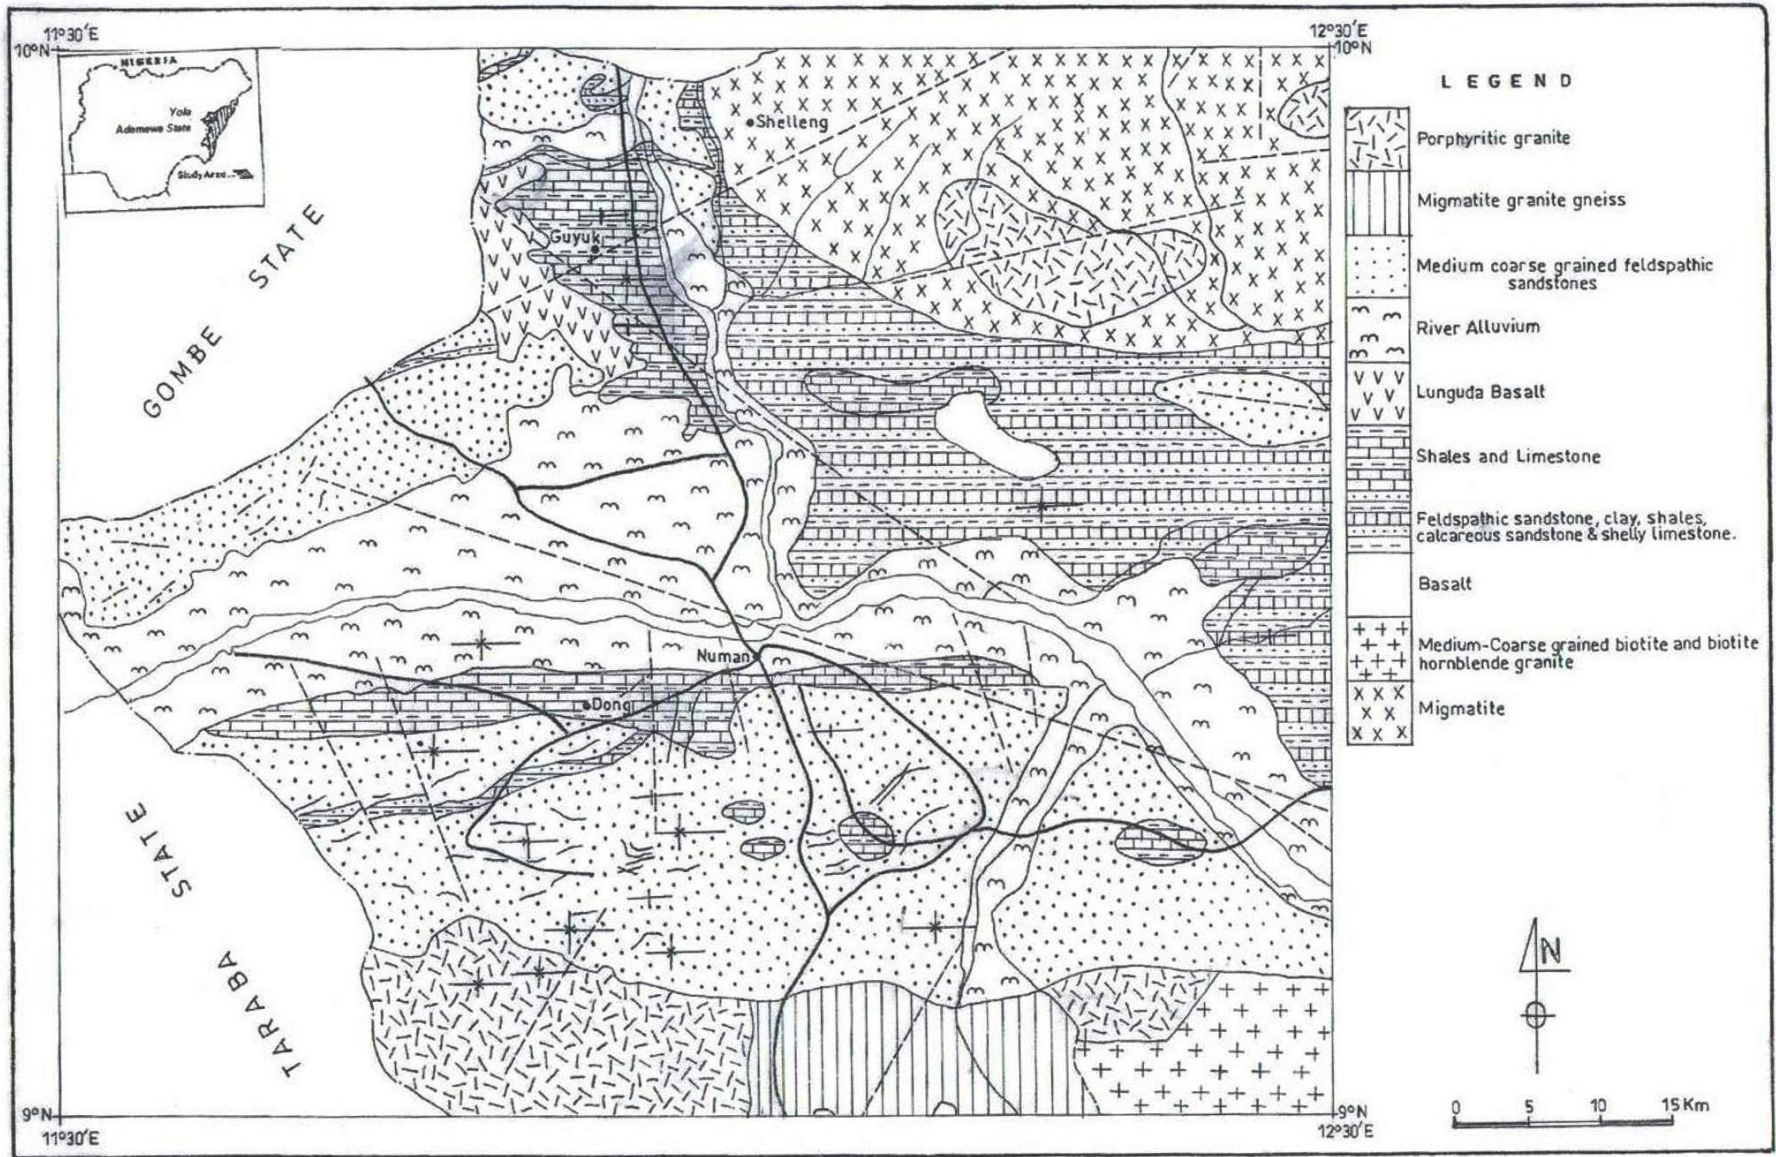 11°30'E
12°30'E
10°N
10°N
NIGERIA
Yola
Adamawa State
Study Area
GOMBE STATE
Shelleng
Guyuk
Numan
Dong
TARABA STATE
9°N
9°N
11°30'E
12°30'E
LEGEND
Porphyritic granite
Migmatite granite gneiss
Medium coarse grained feldspathic
sandstones
River Alluvium
Lunguda Basalt
Shales and Limestone
Feldspathic sandstone, clay, shales,
calcareous sandstone & shelly limestone.
Basalt
Medium-Coarse grained biotite and biotite
hornblende granite
Migmatite
N
0 5 10 15 Km